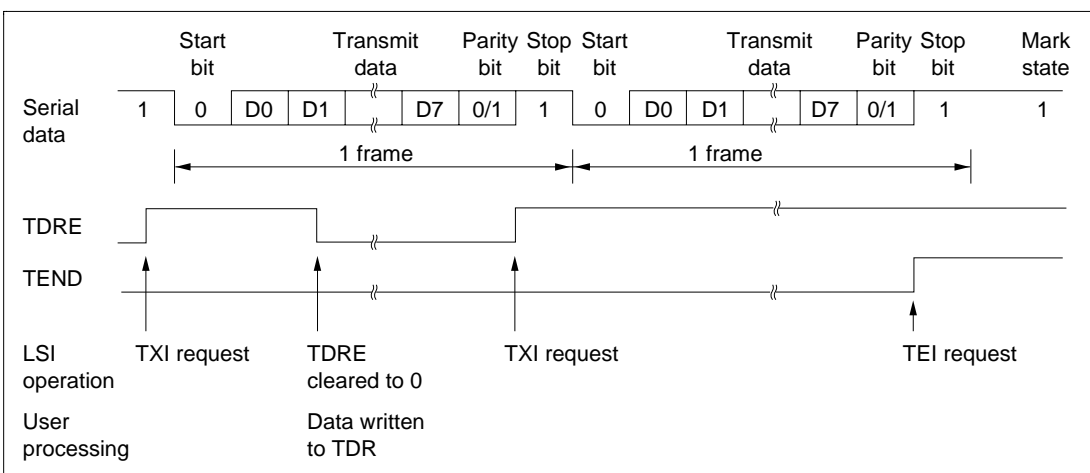 Start bit Transmit data Parity bit Stop bit Start bit Transmit data Parity bit Stop bit Mark state
Serial data 1 0 D0 D1 D7 0/1 1 0 D0 D1 D7 0/1 1 1
1 frame 1 frame
TDRE
TEND
LSI operation TXI request TDRE cleared to 0 TXI request TEI request
User processing Data written to TDR